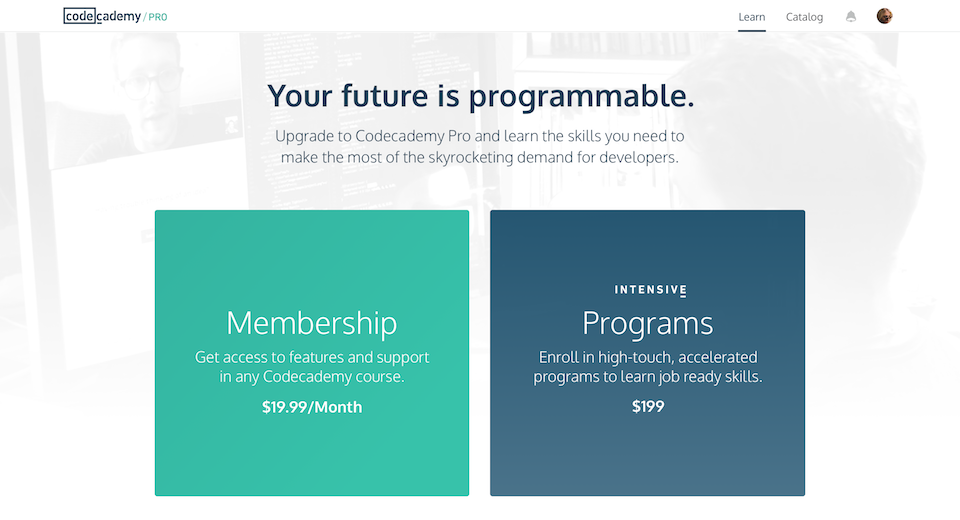 codecademy/PRO
Learn
Catalog
Your future is programmable.
Upgrade to Codecademy Pro and learn the skills you need to
make the most of the skyrocketing demand for developers.
Membership
Get access to features and support
in any Codecademy course.
$19.99/Month
INTENSIVE
Programs
Enroll in high-touch, accelerated
programs to learn job ready skills.
$199